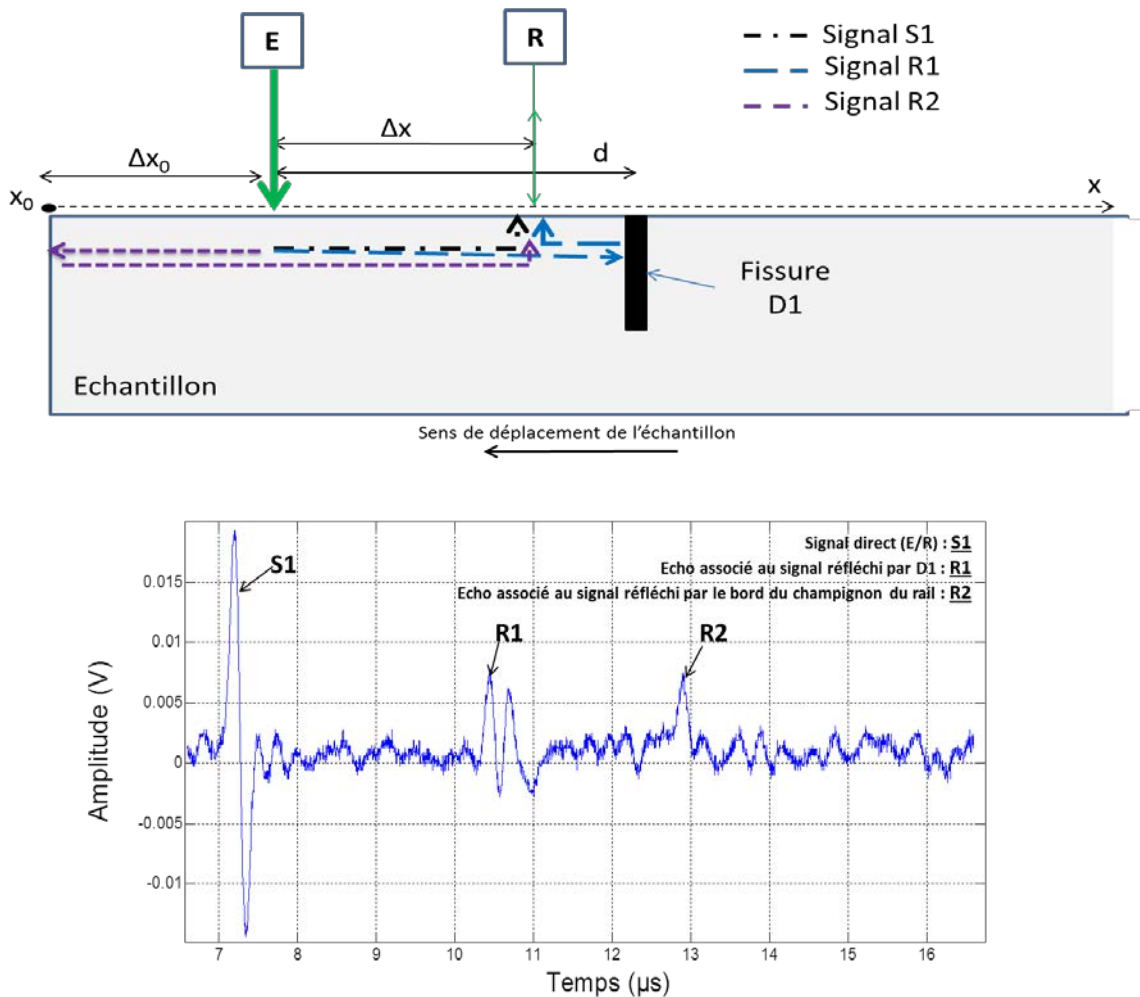 E
R
Signal S1
Signal R1
Signal R2
Δx
Δx₀
d
x₀
x
Fissure
D1
Echantillon
Sens de déplacement de l'échantillon
Signal direct (E/R) : S1
Echo associé au signal réfléchi par D1 : R1
Echo associé au signal réfléchi par le bord du champignon du rail : R2
S1
R1
R2
Amplitude (V)
0.015
0.01
0.005
0
-0.005
-0.01
7 8 9 10 11 12 13 14 15 16
Temps (µs)